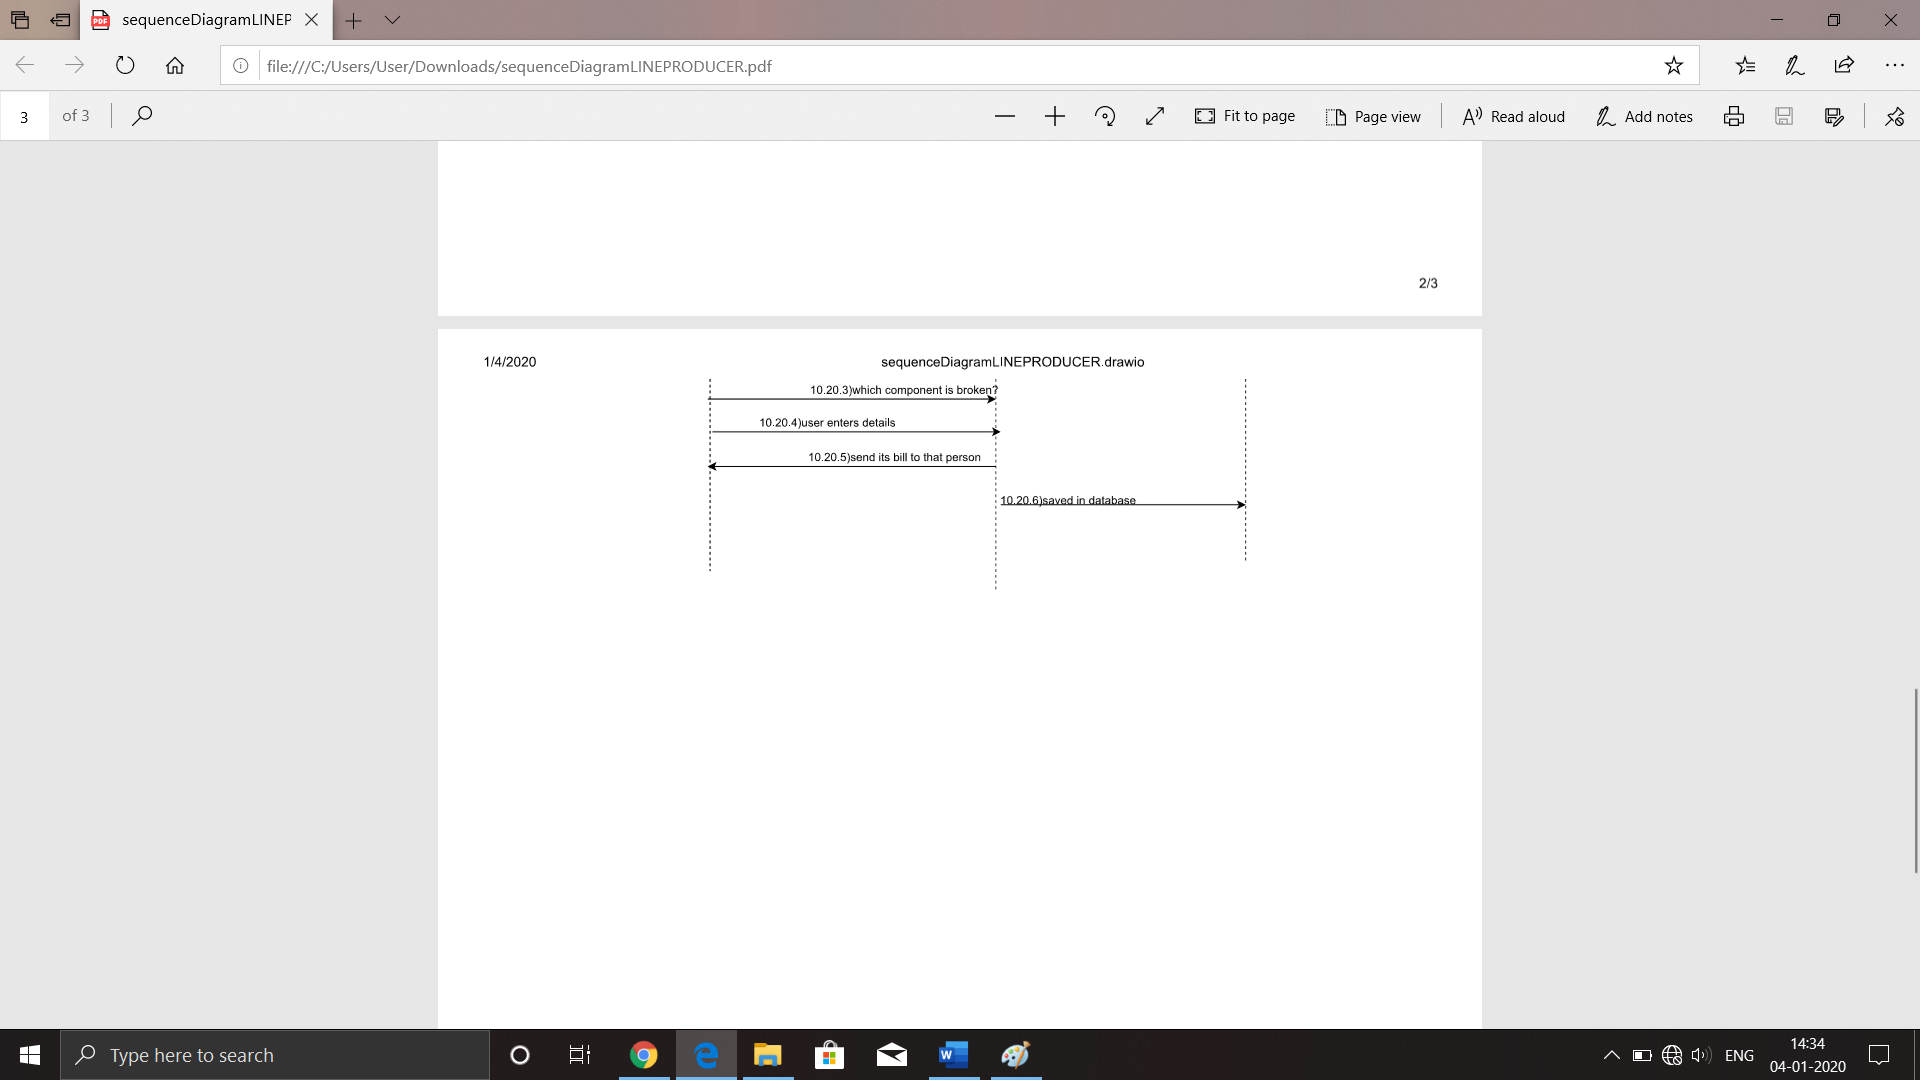 sequenceDiagramLINEP
file:///C:/Users/User/Downloads/sequenceDiagramLINEPRODUCER.pdf
3 of 3 Fit to page Page view Read aloud Add notes
2/3
1/4/2020 sequenceDiagramLINEPRODUCER.drawio
10.20.3)which component is broken?
10.20.4)user enters details
10.20.5)send its bill to that person
10.20.6)saved in database
Type here to search
ENG
14:34
04-01-2020